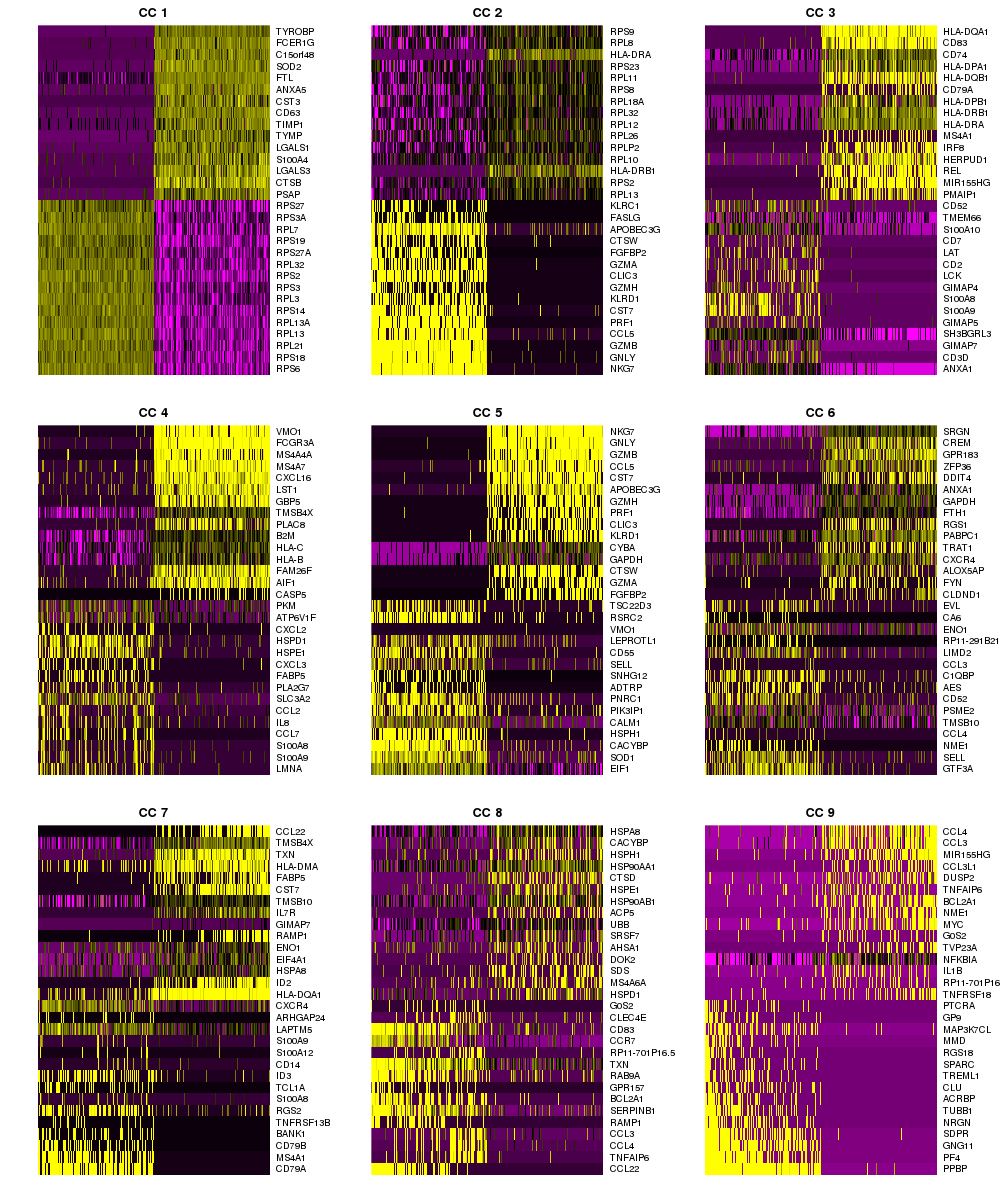 CC 1
TYROBP
FCER1G
C15orf48
SOD2
FTL
ANXA5
CST3
CD63
TIMP1
TYMP
LGALS1
S100A4
LGALS3
CTSB
PSAP
RPS27
RPS3A
RPL7
RPS19
RPS27A
RPL32
RPS2
RPS3
RPL3
RPS14
RPL13A
RPL13
RPL21
RPS18
RPS6
CC 2
RPS9
RPL8
HLA-DRA
RPS23
RPL11
RPS8
RPL18A
RPL32
RPL12
RPL26
RPLP2
RPL10
HLA-DRB1
RPS2
RPL13
KLRC1
FASLG
APOBEC3G
CTSW
FGFBP2
GZMA
CLIC3
GZMH
KLRD1
CST7
PRF1
CCL5
GZMB
GNLY
NKG7
CC 3
HLA-DQA1
CD83
CD74
HLA-DPA1
HLA-DQB1
CD79A
HLA-DPB1
HLA-DRB1
HLA-DRA
MS4A1
IRF8
HERPUD1
REL
MIR155HG
PMAIP1
CD52
TMEM66
S100A10
CD7
LAT
CD2
LCK
GIMAP4
S100A8
S100A9
GIMAP5
SH3BGRL3
GIMAP7
CD3D
ANXA1
CC 4
VMO1
FCGR3A
MS4A4A
MS4A7
CXCL16
LST1
GBP5
TMSB4X
PLAC8
B2M
HLA-C
HLA-B
FAM26F
AIF1
CASP5
PKM
ATP6V1F
CXCL2
HSPD1
HSPE1
CXCL3
FABP5
PLA2G7
SLC3A2
CCL2
IL8
CCL7
S100A8
S100A9
LMNA
CC 5
NKG7
GNLY
GZMB
CCL5
CST7
APOBEC3G
GZMH
PRF1
CLIC3
KLRD1
CYBA
GAPDH
CTSW
GZMA
FGFBP2
TSC22D3
RSRC2
VMO1
LEPROTL1
CD55
SELL
SNHG12
ADTRP
PNRC1
PIK3IP1
CALM1
HSPH1
CACYBP
SOD1
EIF1
CC 6
SRGN
CREM
GPR183
ZFP36
DDIT4
ANXA1
GAPDH
FTH1
RGS1
PABPC1
TRAT1
CXCR4
ALOX5AP
FYN
CLDND1
EVL
CA6
ENO1
RP11-291B21
LIMD2
CCL3
C1QBP
AES
CD52
PSME2
TMSB10
CCL4
NME1
SELL
GTF3A
CC 7
CCL22
TMSB4X
TXN
HLA-DMA
FABP5
CST7
TMSB10
IL7R
GIMAP7
RAMP1
ENO1
EIF4A1
HSPA8
ID2
HLA-DQA1
CXCR4
ARHGAP24
LAPTM5
S100A9
S100A12
CD14
ID3
TCL1A
S100A8
RGS2
TNFRSF13B
BANK1
CD79B
MS4A1
CD79A
CC 8
HSPA8
CACYBP
HSPH1
HSP90AA1
CTSD
HSPE1
HSP90AB1
ACP5
UBB
SRSF7
AHSA1
DOK2
SDS
MS4A6A
HSPD1
G0S2
CLEC4E
CD83
CCR7
RP11-701P16.5
TXN
RAB9A
GPR157
BCL2A1
SERPINB1
RAMP1
CCL3
CCL4
TNFAIP6
CCL22
CC 9
CCL4
CCL3
MIR155HG
CCL3L1
DUSP2
TNFAIP6
BCL2A1
NME1
MYC
G0S2
TVP23A
NFKBIA
IL1B
RP11-701P16
TNFRSF18
PTCRA
GP9
MAP3K7CL
MMD
RGS18
SPARC
TREML1
CLU
ACRBP
TUBB1
NRGN
SDPR
GNG11
PF4
PPBP